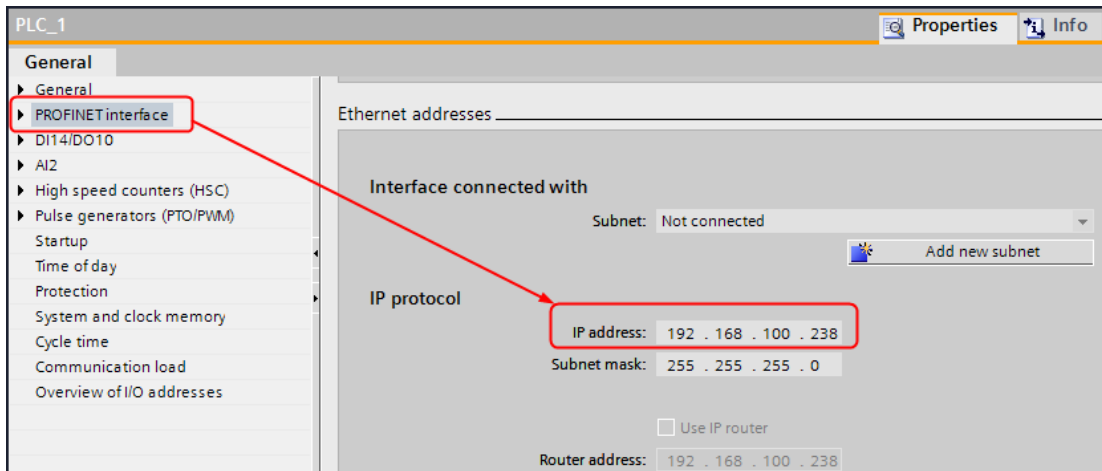 PLC_1
Properties
Info
General
General
PROFINET interface
DI14/DO10
AI2
High speed counters (HSC)
Pulse generators (PTO/PWM)
Startup
Time of day
Protection
System and clock memory
Cycle time
Communication load
Overview of I/O addresses
Ethernet addresses
Interface connected with
Subnet: Not connected
Add new subnet
IP protocol
IP address: 192 . 168 . 100 . 238
Subnet mask: 255 . 255 . 255 . 0
Use IP router
Router address: 192 . 168 . 100 . 238